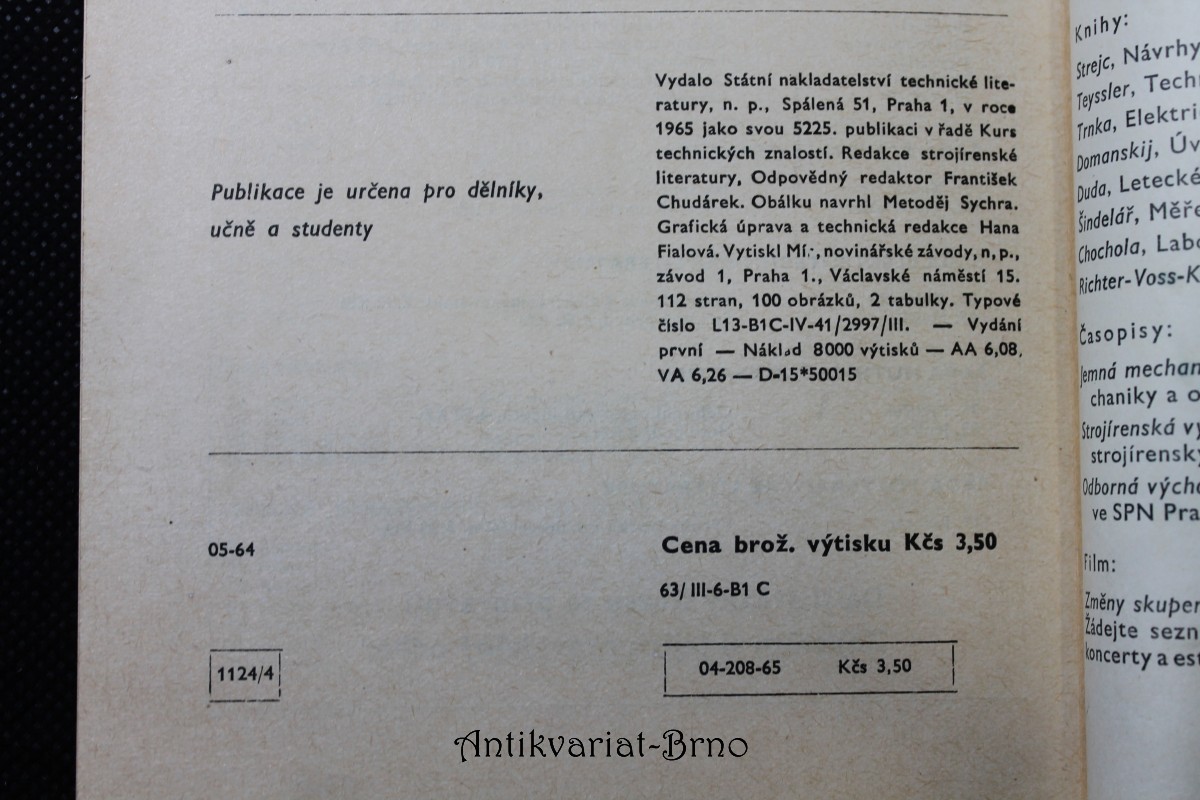 Publikace je určena pro dělníky,
učně a studenty
Vydalo Státní nakladatelství technické lite-
ratury, n. p., Spálená 51, Praha 1, v roce
1965 jako svou 5225. publikaci v řadě Kurs
technických znalostí. Redakce strojírenské
literatury, Odpovědný redaktor František
Chudárek. Obálku navrhl Metoděj Sychra.
Grafická úprava a technická redakce Hana
Fialová. Vytiskl Mír, novinářské závody, n, p.,
závod 1, Praha 1., Václavské náměstí 15.
112 stran, 100 obrázků, 2 tabulky. Typové
číslo L13-B1C-IV-41/2997/III. — Vydání
první — Náklad 8000 výtisků — AA 6,08,
VA 6,26 — D-15*50015
05-64
Cena brož. výtisku Kčs 3,50
63/ III-6-B1 C
1124/4
04-208-65 Kčs 3,50
Antikvariat-Brno
Knihy:
Strejc, Návrhy
Teyssler, Techn
Trnka, Elektri
Domanskij, Úv
Duda, Letecké
Šindelář, Měře
Chochola, Labo
Richter-Voss-K
Časopisy:
Jemná mechan
chaniky a o
Strojírenská vy
strojírensky
Odborná výcho
ve SPN Pra
Film:
Změny skuper
Žádejte sezn
koncerty a est